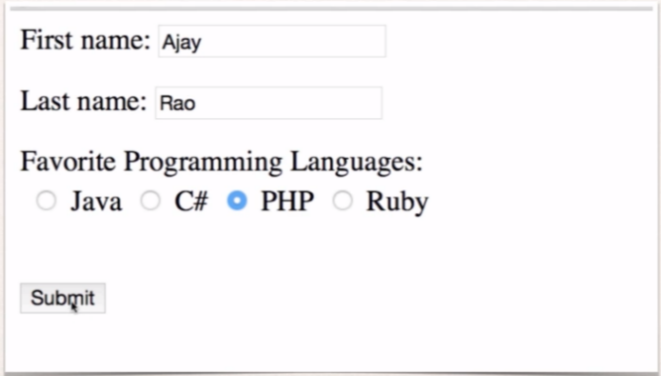 First name: Ajay
Last name: Rao
Favorite Programming Languages:
Java C# PHP Ruby
Submit